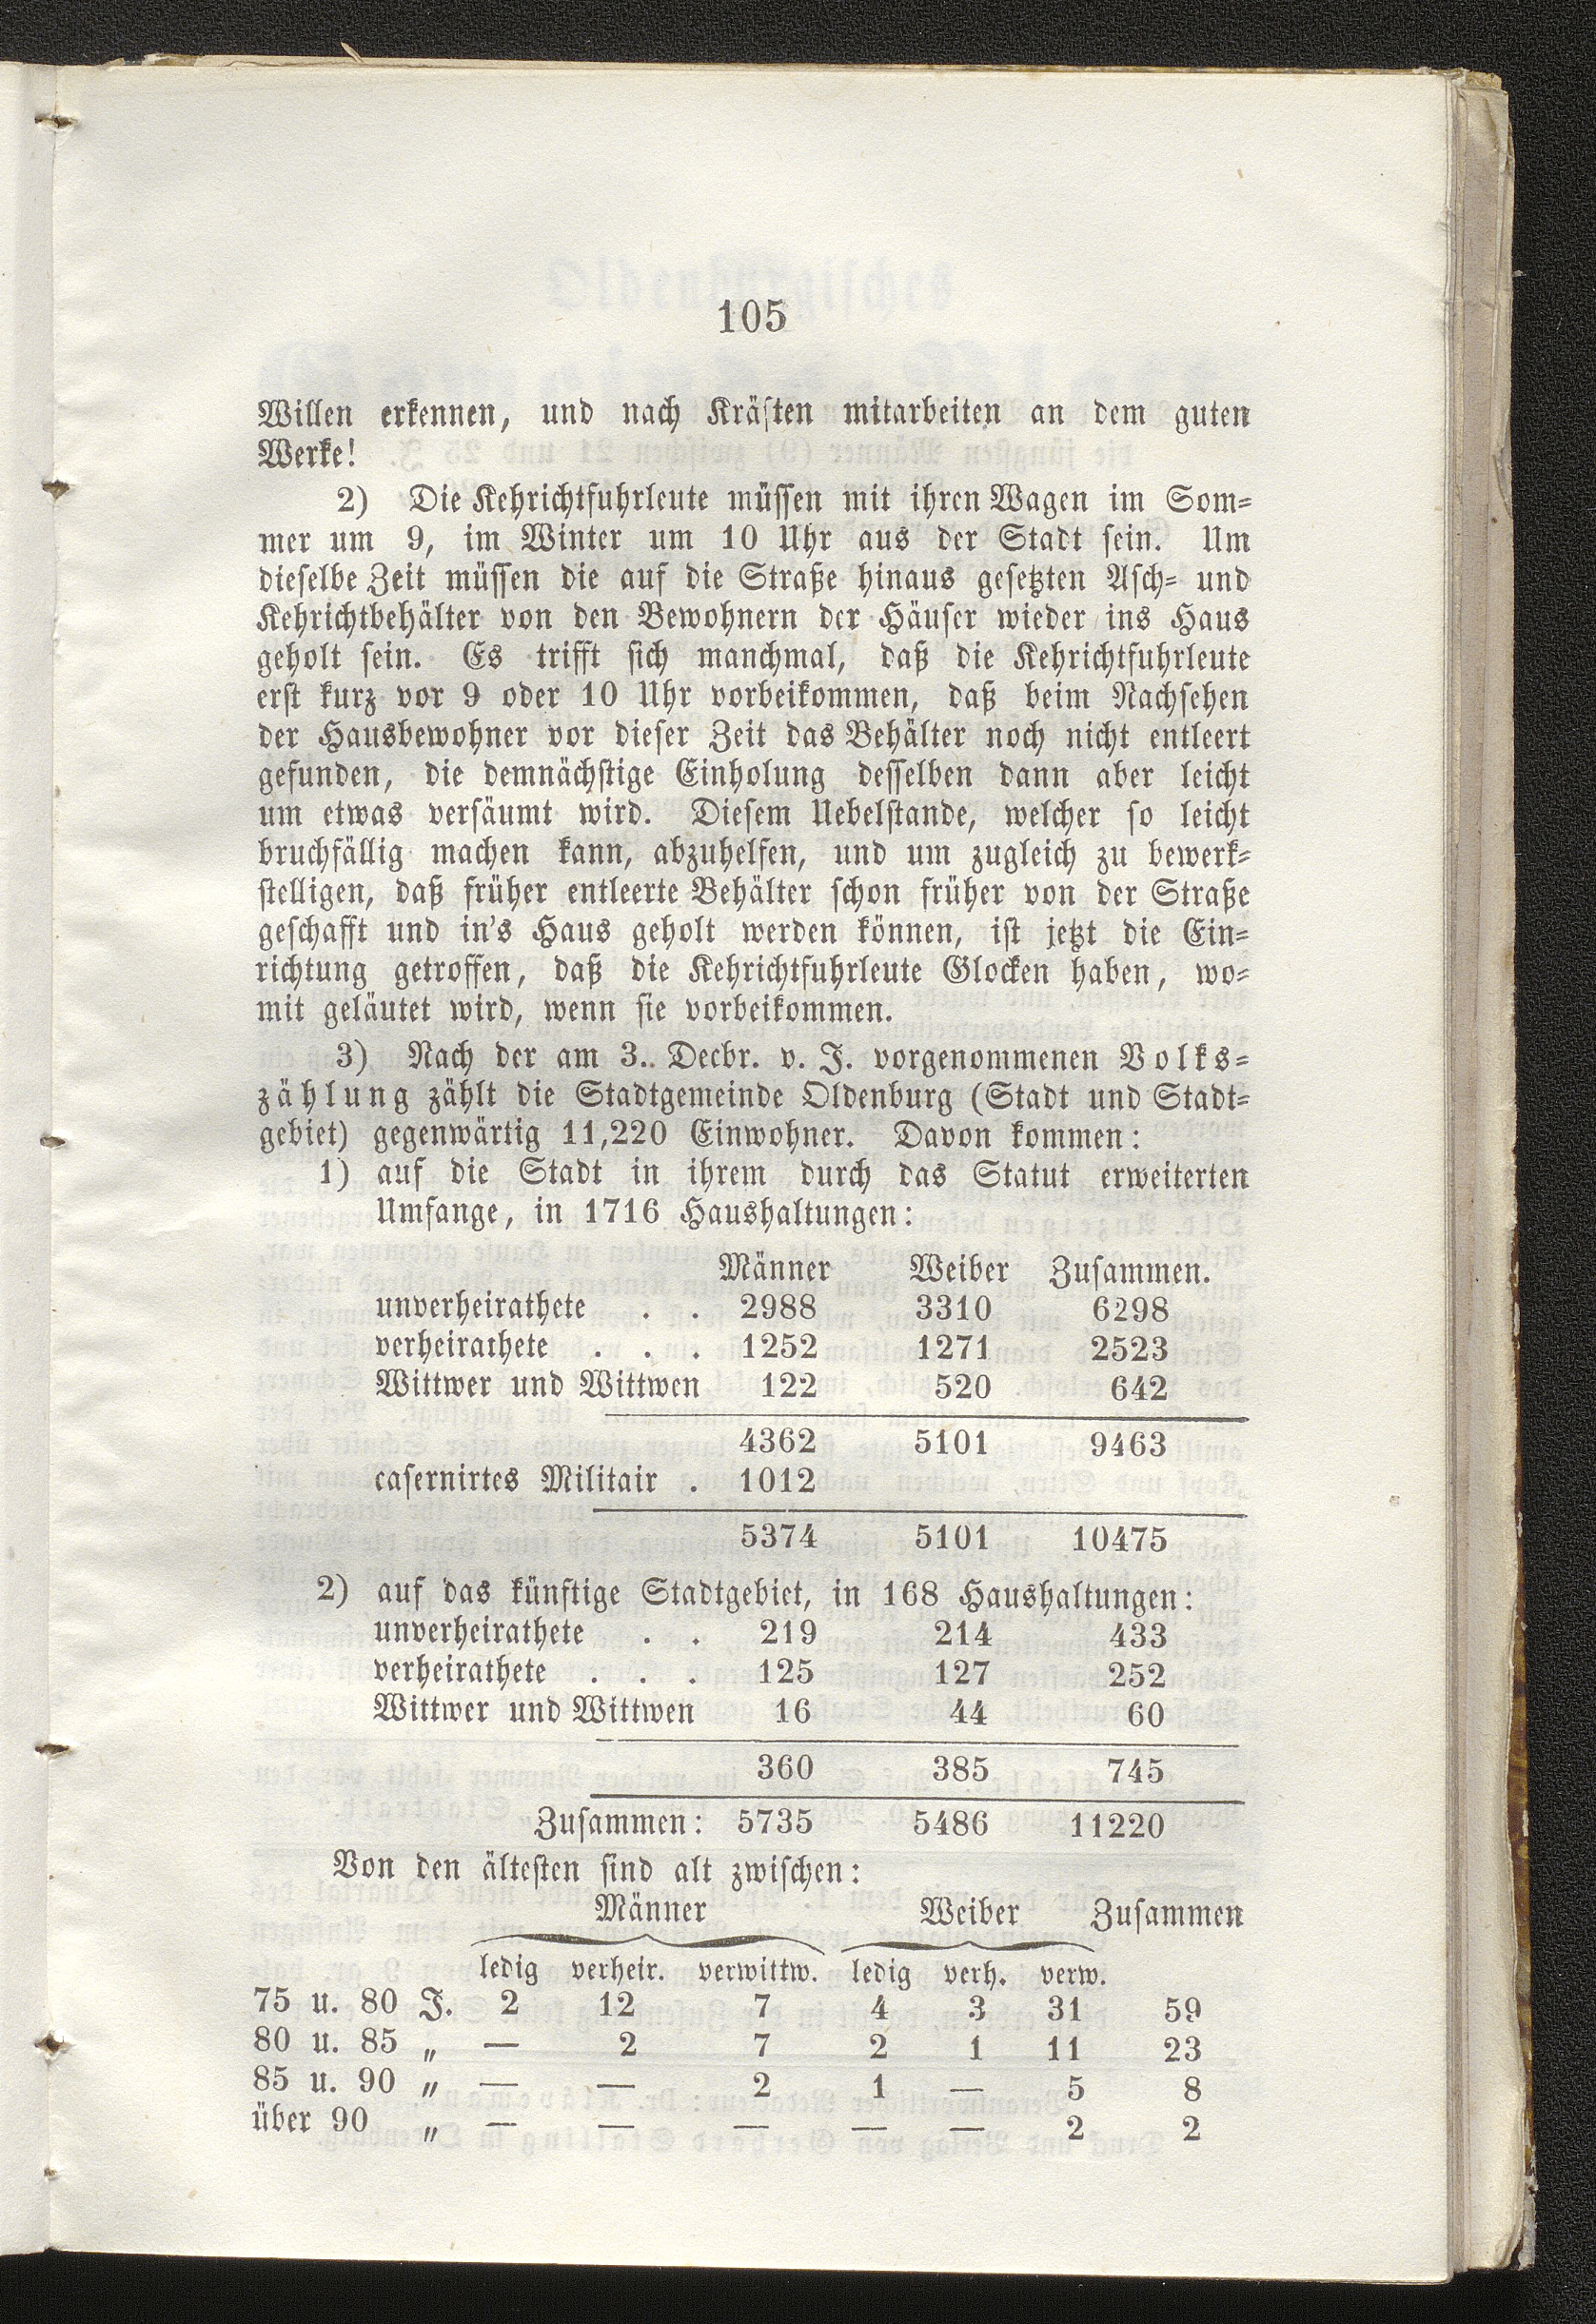 105
Willen erkennen, und nach Kräften mitarbeiten an dem guten
Werke!
2) Die Kehrichtfuhrleute müssen mit ihren Wagen im Som-
mer um 9, im Winter um 10 Uhr aus der Stadt sein. Um
dieselbe Zeit müssen die auf die Straße hinaus gesetzten Asch- und
Kehrichtbehälter von den Bewohnern der Häuser wieder ins Haus
geholt sein. Es trifft sich manchmal, daß die Kehrichtfuhrleute
erst kurz vor 9 oder 10 Uhr vorbeikommen, daß beim Nachsehen
der Hausbewohner vor dieser Zeit das Behälter noch nicht entleert
gefunden, die demnächstige Einholung desselben dann aber leicht
um etwas versäumt wird. Diesem Uebelstande, welcher so leicht
bruchfällig machen kann, abzuhelfen, und um zugleich zu bewerk-
stelligen, daß früher entleerte Behälter schon früher von der Straße
geschafft und in's Haus geholt werden können, ist jetzt die Ein-
richtung getroffen, daß die Kehrichtfuhrleute Glocken haben, wo-
mit geläutet wird, wenn sie vorbeikommen.
3) Nach der am 3.. Decbr. v. J. vorgenommenen Volks-
zählung zählt die Stadtgemeinde Oldenburg (Stadt und Stadt-
gebiet) gegenwärtig 11,220 Einwohner. Davon kommen:
1) auf die Stadt in ihrem durch das Statut erweiterten
Umfange, in 1716 Haushaltungen:
Männer Weiber Zusammen.
unverheirathete . . 2988 3310 6298
verheirathete . . . 1252 1271 2523
Wittwer und Wittwen 122 520 642
4362 5101 9463
casernirtes Militair . 1012
5374 5101 10475
2) auf das künftige Stadtgebiet, in 168 Haushaltungen:
unverheirathete . . 219 214 433
verheirathete . . . 125 127 252
Wittwer und Wittwen 16 44 60
360 385 745
Zusammen: 5735 5486 11220
Von den ältesten sind alt zwischen:
Männer Weiber Zusammen
ledig verheir. verwittw. ledig verh. verw.
75 u. 80 J. 2 12 7 4 3 31 59
80 u. 85 „ — 2 7 2 1 11 23
85 u. 90 „ — — 2 1 — 5 8
über 90 „ — — — — — 2 2